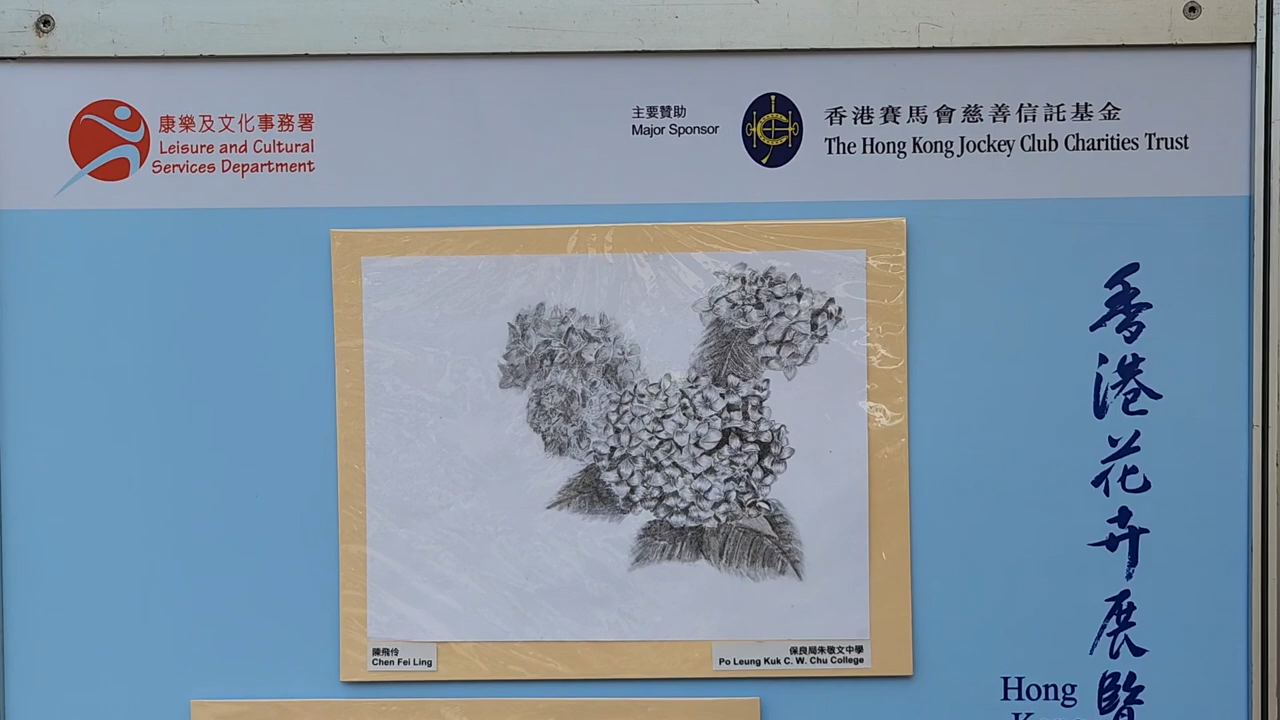 康樂及文化事務署
Leisure and Cultural
Services Department
主要贊助
Major Sponsor
香港賽馬會慈善信託基金
The Hong Kong Jockey Club Charities Trust
陳飛伶
Chen Fei Ling
保良局朱敬文中學
Po Leung Kuk C. W. Chu College
香港花卉展覽
Hong
Kong